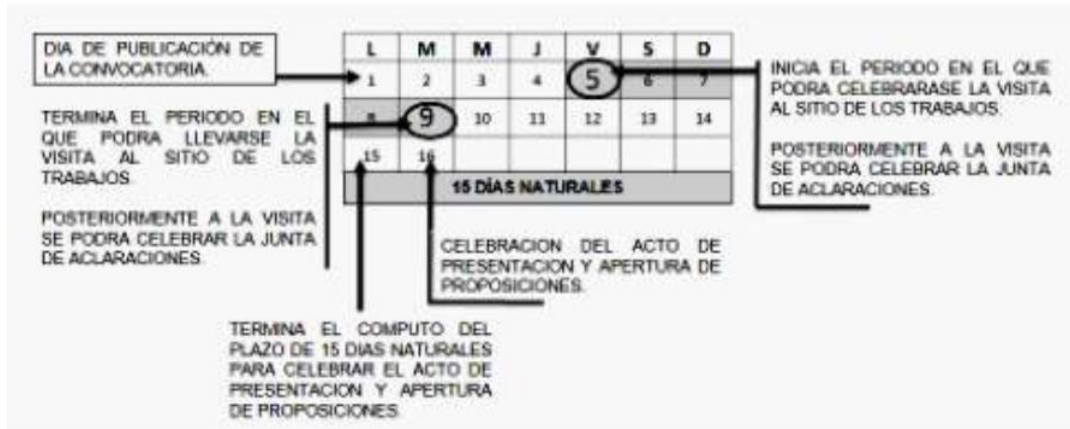 DIA DE PUBLICACIÓN DE
LA CONVOCATORIA.
L M M J V S D
1 2 3 4 5 6 7
8 9 10 11 12 13 14
15 16
15 DÍAS NATURALES
INICIA EL PERIODO EN EL QUE
PODRA CELEBRARASE LA VISITA
AL SITIO DE LOS TRABAJOS.
POSTERIORMENTE A LA VISITA
SE PODRA CELEBRAR LA JUNTA
DE ACLARACIONES.
TERMINA EL PERIODO EN EL
QUE PODRA LLEVARSE LA
VISITA AL SITIO DE LOS
TRABAJOS.
POSTERIORMENTE A LA VISITA
SE PODRA CELEBRAR LA JUNTA
DE ACLARACIONES.
CELEBRACION DEL ACTO DE
PRESENTACION Y APERTURA DE
PROPOSICIONES.
TERMINA EL COMPUTO DEL
PLAZO DE 15 DIAS NATURALES
PARA CELEBRAR EL ACTO DE
PRESENTACION Y APERTURA
DE PROPOSICIONES.